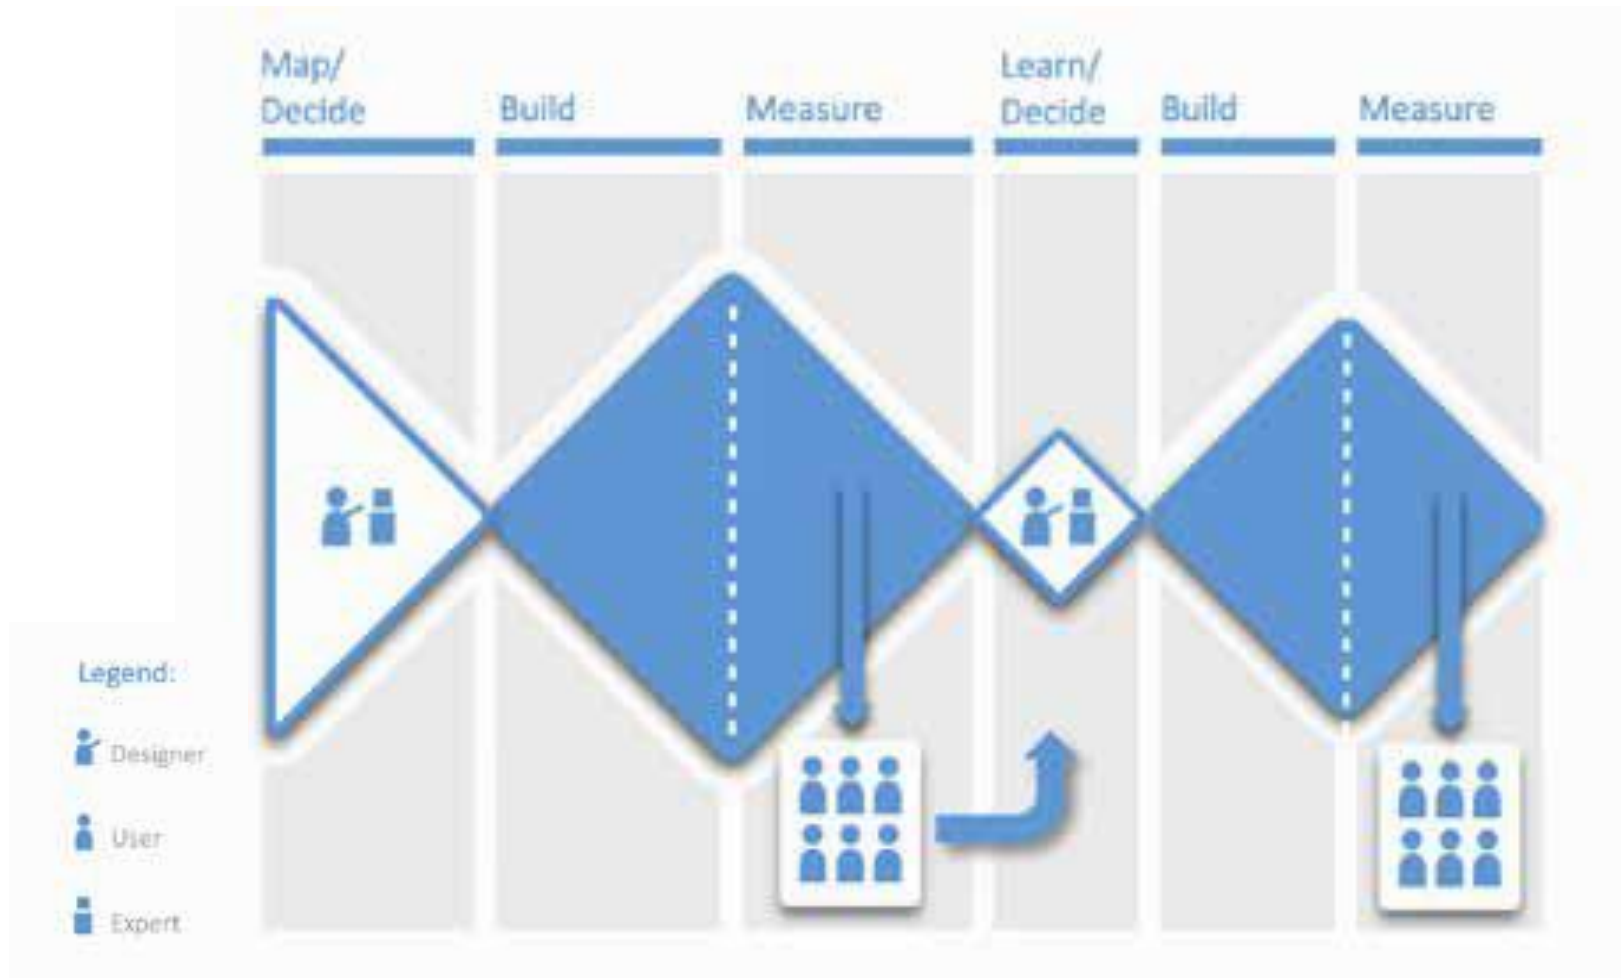 Map/
Decide
Build
Measure
Learn/
Decide
Build
Measure
Legend:
Designer
User
Expert